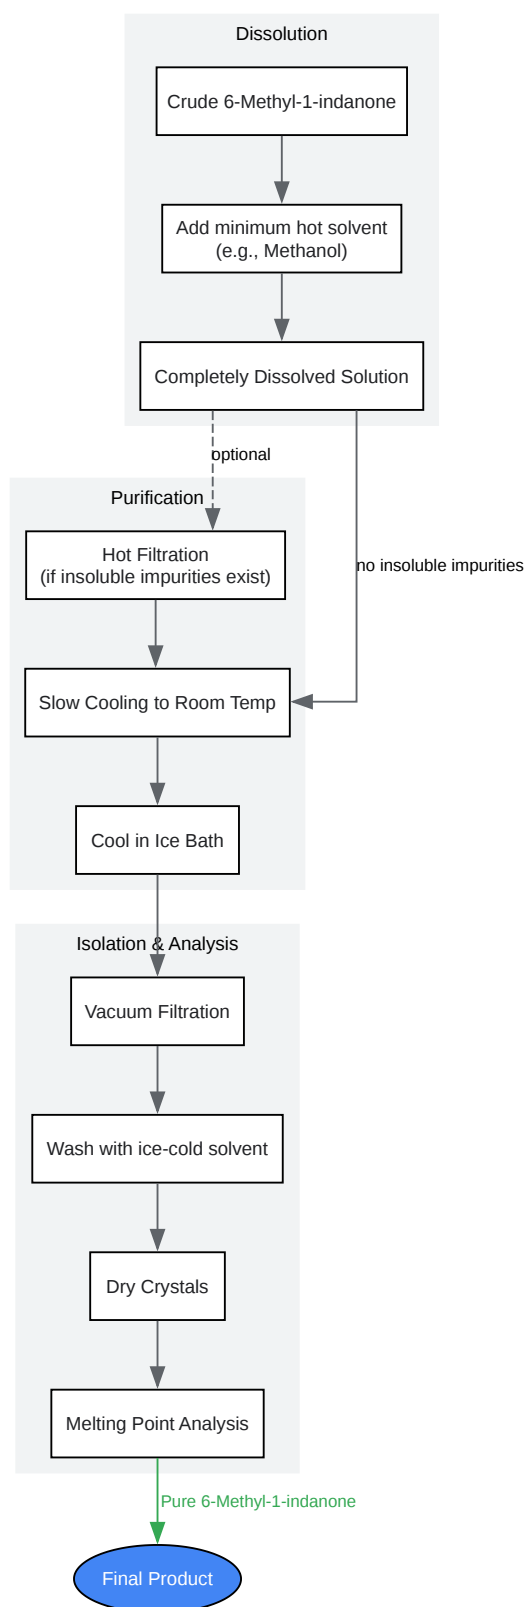 Dissolution
Crude 6-Methyl-1-indanone
Add minimum hot solvent
(e.g., Methanol)
Completely Dissolved Solution
optional
Purification
Hot Filtration
(if insoluble impurities exist)
no insoluble impurities
Slow Cooling to Room Temp
Cool in Ice Bath
Isolation & Analysis
Vacuum Filtration
Wash with ice-cold solvent
Dry Crystals
Melting Point Analysis
Pure 6-Methyl-1-indanone
Final Product